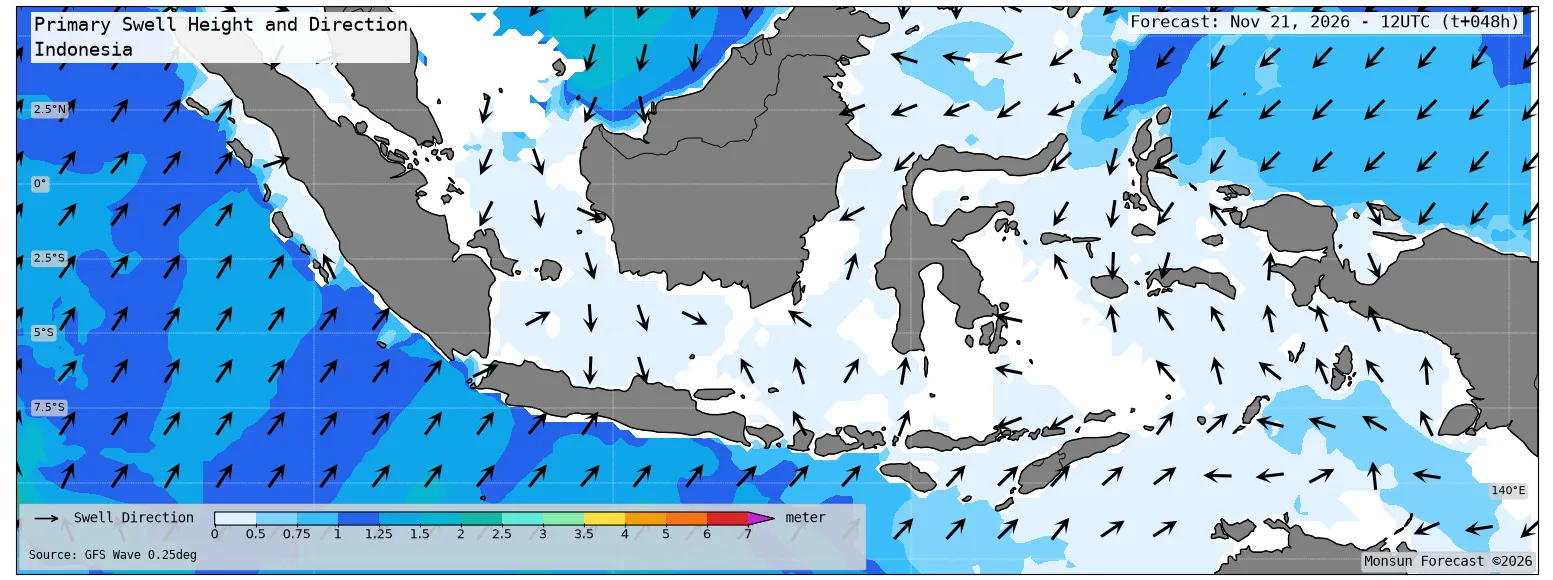 Primary Swell Height and Direction
Indonesia
Forecast: Nov 21, 2026 - 12UTC (t+048h)
2.5°N
0°
2.5°S
5°S
7.5°S
140°E
Swell Direction
meter
0 0.5 0.75 1 1.25 1.5 2 2.5 3 3.5 4 5 6 7
Source: GFS Wave 0.25deg
Monsun Forecast ©2026